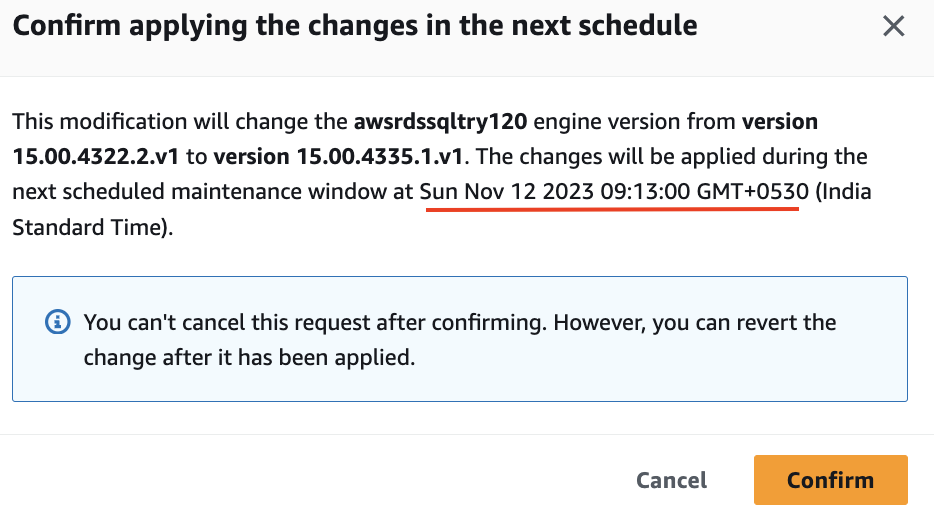 Confirm applying the changes in the next schedule
This modification will change the awsrdssqltry120 engine version from version
15.00.4322.2.v1 to version 15.00.4335.1.v1. The changes will be applied during the
next scheduled maintenance window at Sun Nov 12 2023 09:13:00 GMT+0530 (India
Standard Time).
You can't cancel this request after confirming. However, you can revert the
change after it has been applied.
Cancel
Confirm